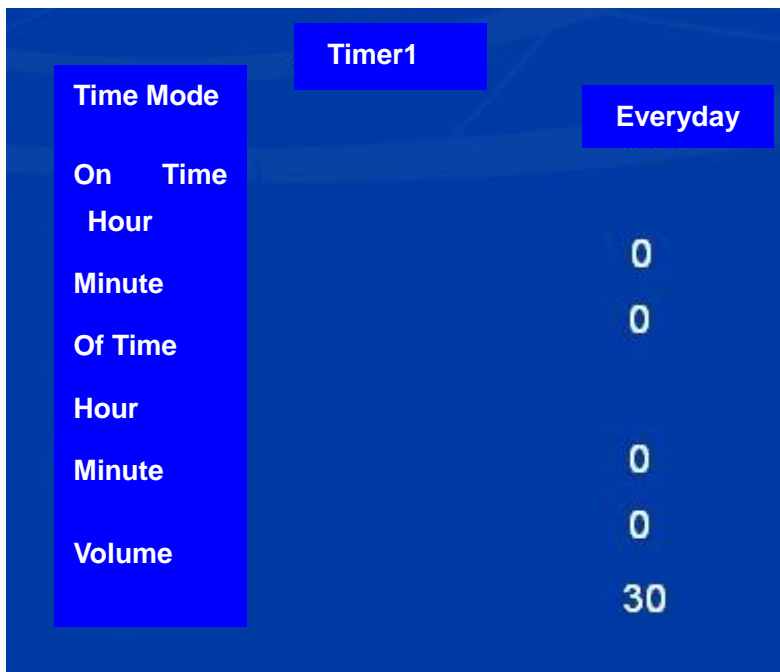 Timer1
Time Mode
Everyday
On Time
Hour
0
Minute
0
Of Time
Hour
0
Minute
0
Volume
30